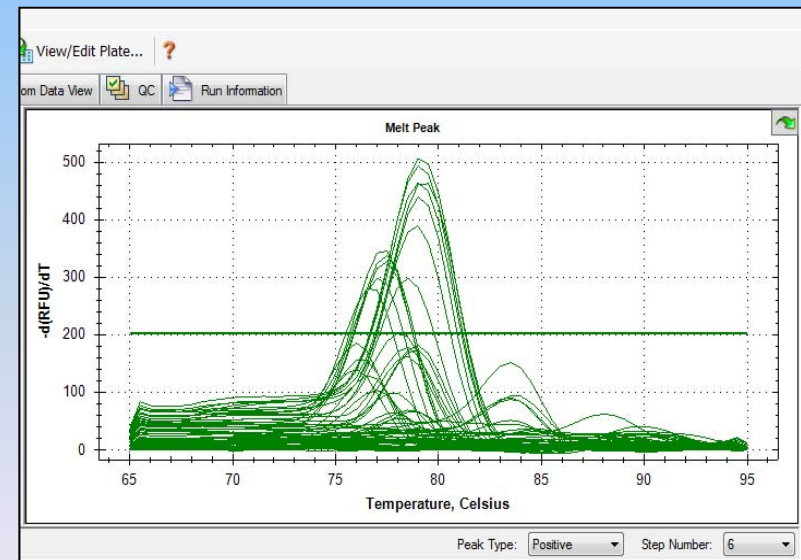 View/Edit Plate... ?
om Data View QC Run Information
Melt Peak
500
400
300
200
100
0
-d(RFU)/dT
65 70 75 80 85 90 95
Temperature, Celsius
Peak Type: Positive Step Number: 6